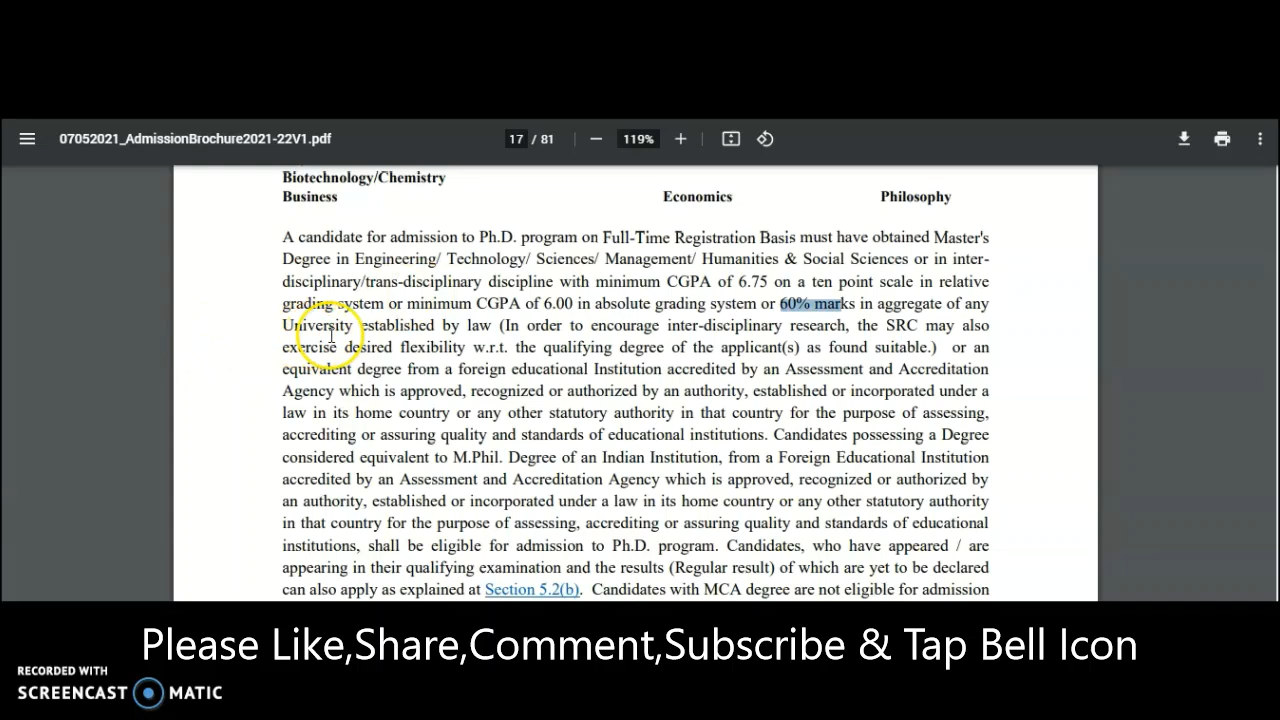 07052021_AdmissionBrochure2021-22V1.pdf 17 / 81 119%
Biotechnology/Chemistry
Business Economics Philosophy
A candidate for admission to Ph.D. program on Full-Time Registration Basis must have obtained Master's
Degree in Engineering/ Technology/ Sciences/ Management/ Humanities & Social Sciences or in inter-
disciplinary/trans-disciplinary discipline with minimum CGPA of 6.75 on a ten point scale in relative
grading system or minimum CGPA of 6.00 in absolute grading system or 60% marks in aggregate of any
University established by law (In order to encourage inter-disciplinary research, the SRC may also
exercise desired flexibility w.r.t. the qualifying degree of the applicant(s) as found suitable.) or an
equivalent degree from a foreign educational Institution accredited by an Assessment and Accreditation
Agency which is approved, recognized or authorized by an authority, established or incorporated under a
law in its home country or any other statutory authority in that country for the purpose of assessing,
accrediting or assuring quality and standards of educational institutions. Candidates possessing a Degree
considered equivalent to M.Phil. Degree of an Indian Institution, from a Foreign Educational Institution
accredited by an Assessment and Accreditation Agency which is approved, recognized or authorized by
an authority, established or incorporated under a law in its home country or any other statutory authority
in that country for the purpose of assessing, accrediting or assuring quality and standards of educational
institutions, shall be eligible for admission to Ph.D. program. Candidates, who have appeared / are
appearing in their qualifying examination and the results (Regular result) of which are yet to be declared
can also apply as explained at Section 5.2(b). Candidates with MCA degree are not eligible for admission
Please Like,Share,Comment,Subscribe & Tap Bell Icon
RECORDED WITH
SCREENCAST MATIC